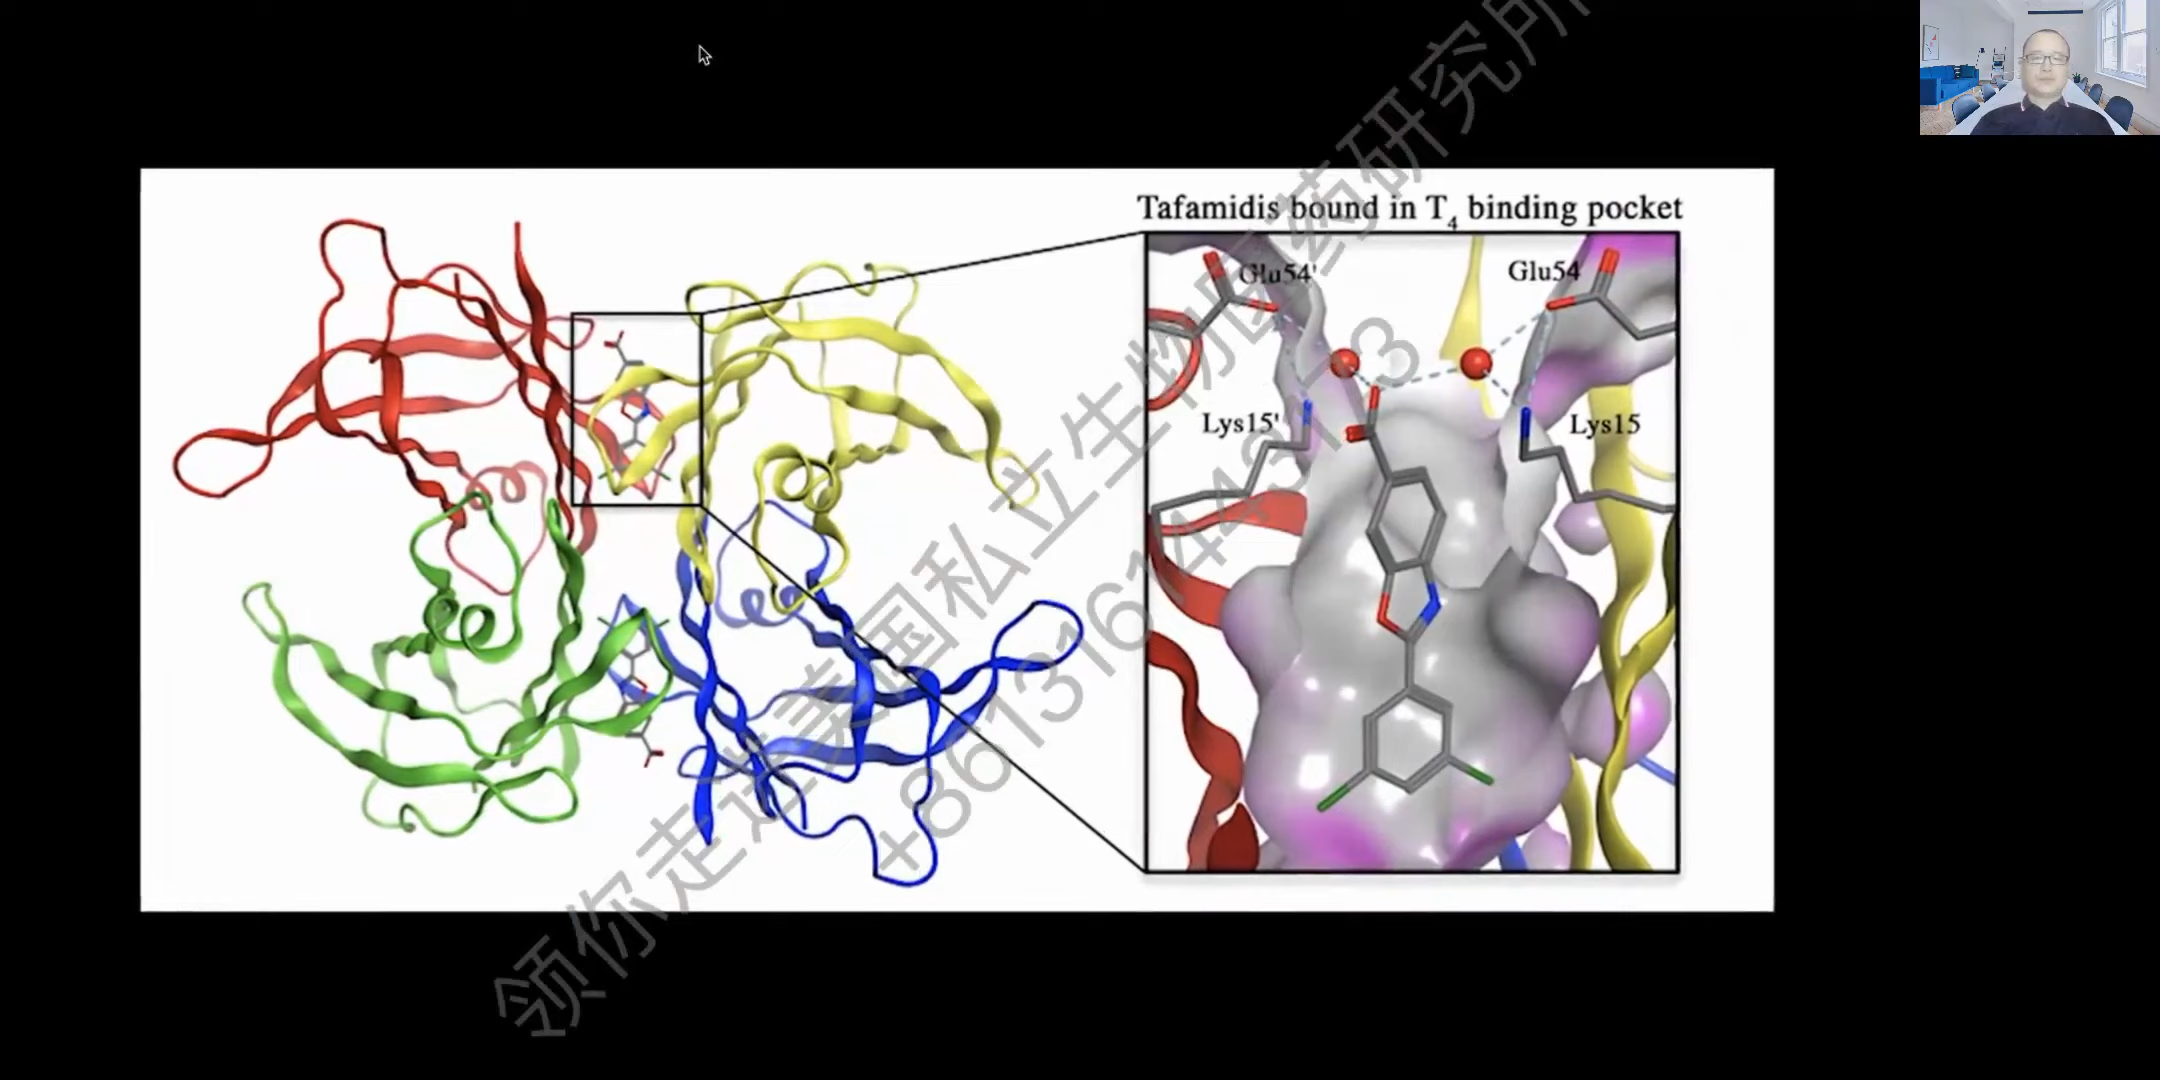 Tafamidis bound in T4 binding pocket
Glu54'
Glu54
Lys15'
Lys15
领你走进美国私立生物医药研究所
+8613161443123